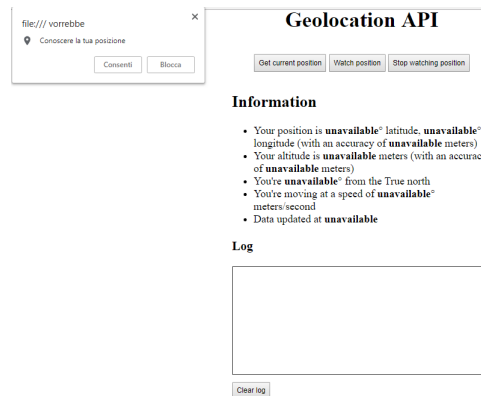 file:/// vorrebbe
×
Conoscere la tua posizione
Consenti Blocca
Geolocation API
Get current position Watch position Stop watching position
Information
• Your position is unavailable° latitude, unavailable°
longitude (with an accuracy of unavailable meters)
• Your altitude is unavailable meters (with an accurac
of unavailable meters)
• You're unavailable° from the True north
• You're moving at a speed of unavailable°
meters/second
• Data updated at unavailable
Log
Clear log